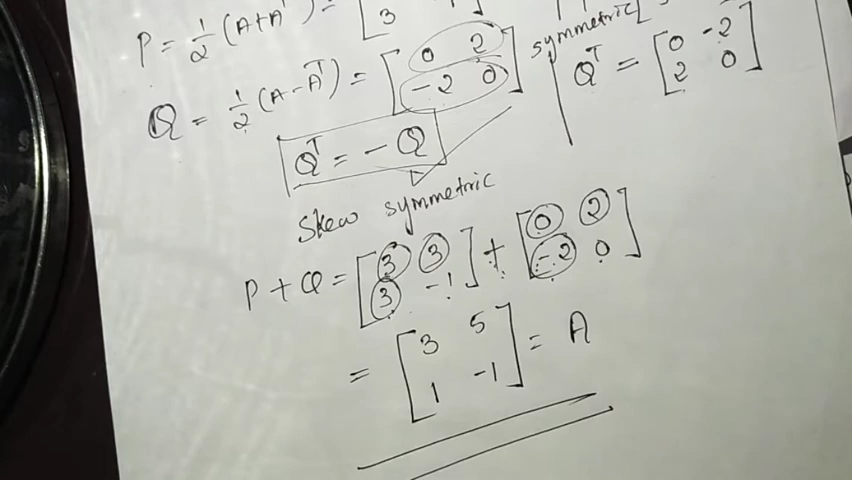 P = 1/2 (A+A^T) = [ 3
symmetric
Q = 1/2 (A-A^T) = [ 0 2 ; -2 0 ]
Q^T = [ 0 -2 ; 2 0 ]
Q^T = - Q
Skew symmetric
P + Q = [ 3 3 ; 3 -1 ] + [ 0 2 ; -2 0 ]
= [ 3 5 ; 1 -1 ] = A